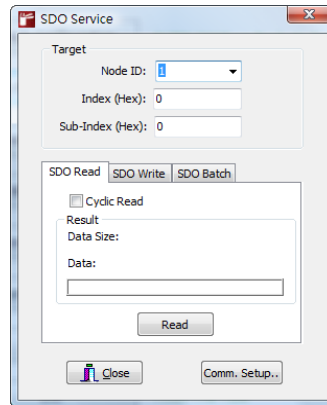 SDO Service
Target
Node ID: 1
Index (Hex): 0
Sub-Index (Hex): 0
SDO Read SDO Write SDO Batch
Cyclic Read
Result
Data Size:
Data:
Read
Close Comm. Setup..